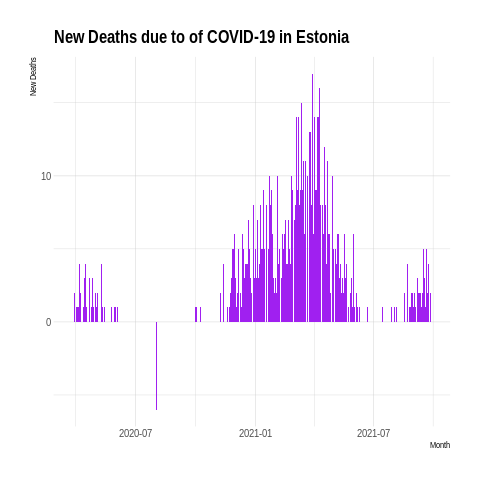 New Deaths due to of COVID-19 in Estonia
New Deaths
10
0
2020-07
2021-01
2021-07
Month